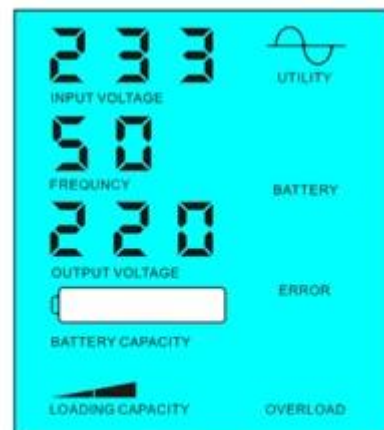 233
UTILITY
INPUT VOLTAGE
50
FREQUNCY
BATTERY
220
OUTPUT VOLTAGE
ERROR
BATTERY CAPACITY
LOADING CAPACITY
OVERLOAD